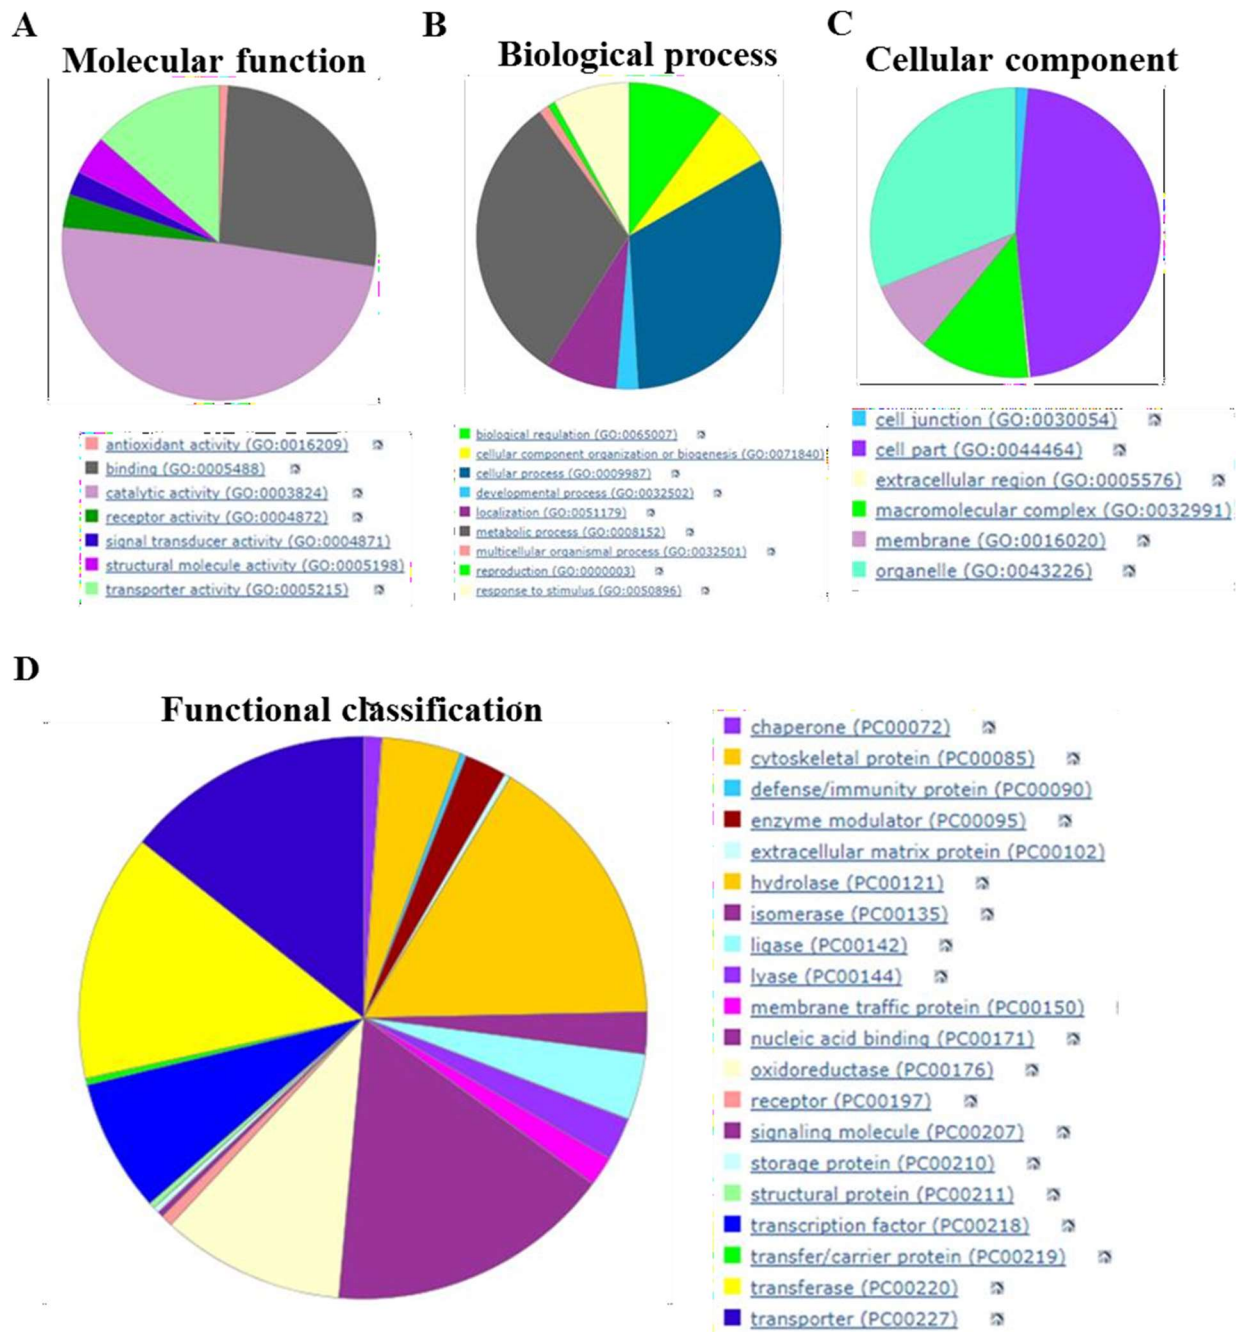 A
Molecular function
antioxidant activity (GO:0016209)
binding (GO:0005488)
catalytic activity (GO:0003824)
receptor activity (GO:0004872)
signal transducer activity (GO:0004871)
structural molecule activity (GO:0005198)
transporter activity (GO:0005215)
B
Biological process
biological regulation (GO:0065007)
cellular component organization or biogenesis (GO:0071840)
cellular process (GO:0009987)
developmental process (GO:0032502)
localization (GO:0051179)
metabolic process (GO:0008152)
multicellular organismal process (GO:0032501)
reproduction (GO:0000003)
response to stimulus (GO:0050896)
C
Cellular component
cell junction (GO:0030054)
cell part (GO:0044464)
extracellular region (GO:0005576)
macromolecular complex (GO:0032991)
membrane (GO:0016020)
organelle (GO:0043226)
D
Functional classification
chaperone (PC00072)
cytoskeletal protein (PC00085)
defense/immunity protein (PC00090)
enzyme modulator (PC00095)
extracellular matrix protein (PC00102)
hydrolase (PC00121)
isomerase (PC00135)
ligase (PC00142)
lyase (PC00144)
membrane traffic protein (PC00150)
nucleic acid binding (PC00171)
oxidoreductase (PC00176)
receptor (PC00197)
signaling molecule (PC00207)
storage protein (PC00210)
structural protein (PC00211)
transcription factor (PC00218)
transfer/carrier protein (PC00219)
transferase (PC00220)
transporter (PC00227)